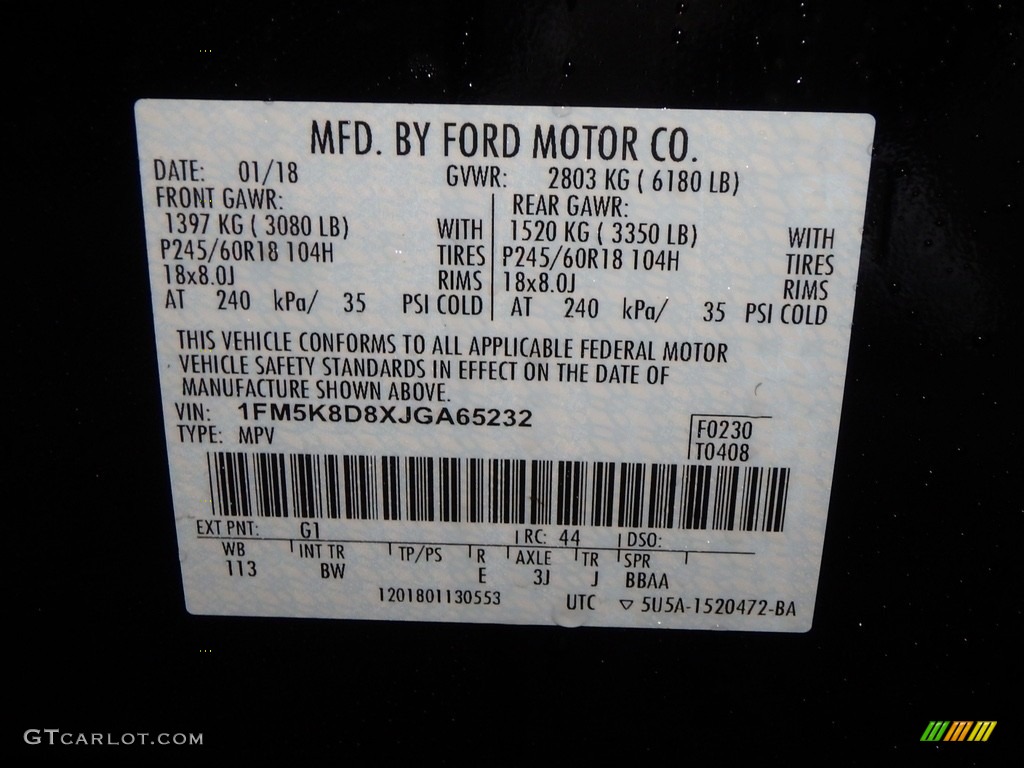 MFD. BY FORD MOTOR CO.
DATE: 01/18 GVWR: 2803 KG ( 6180 LB)
FRONT GAWR: REAR GAWR:
1397 KG ( 3080 LB) WITH 1520 KG ( 3350 LB) WITH
P245/60R18 104H TIRES P245/60R18 104H TIRES
18x8.0J RIMS 18x8.0J RIMS
AT 240 kPa/ 35 PSI COLD AT 240 kPa/ 35 PSI COLD
THIS VEHICLE CONFORMS TO ALL APPLICABLE FEDERAL MOTOR
VEHICLE SAFETY STANDARDS IN EFFECT ON THE DATE OF
MANUFACTURE SHOWN ABOVE.
VIN: 1FM5K8D8XJGA65232
TYPE: MPV
F0230
T0408
EXT PNT: G1 RC: 44 DSO:
WB INT TR TP/PS R AXLE TR SPR
113 BW E 3J J BBAA
1201801130553 UTC ▽ 5U5A-1520472-BA
GTCARLOT.COM